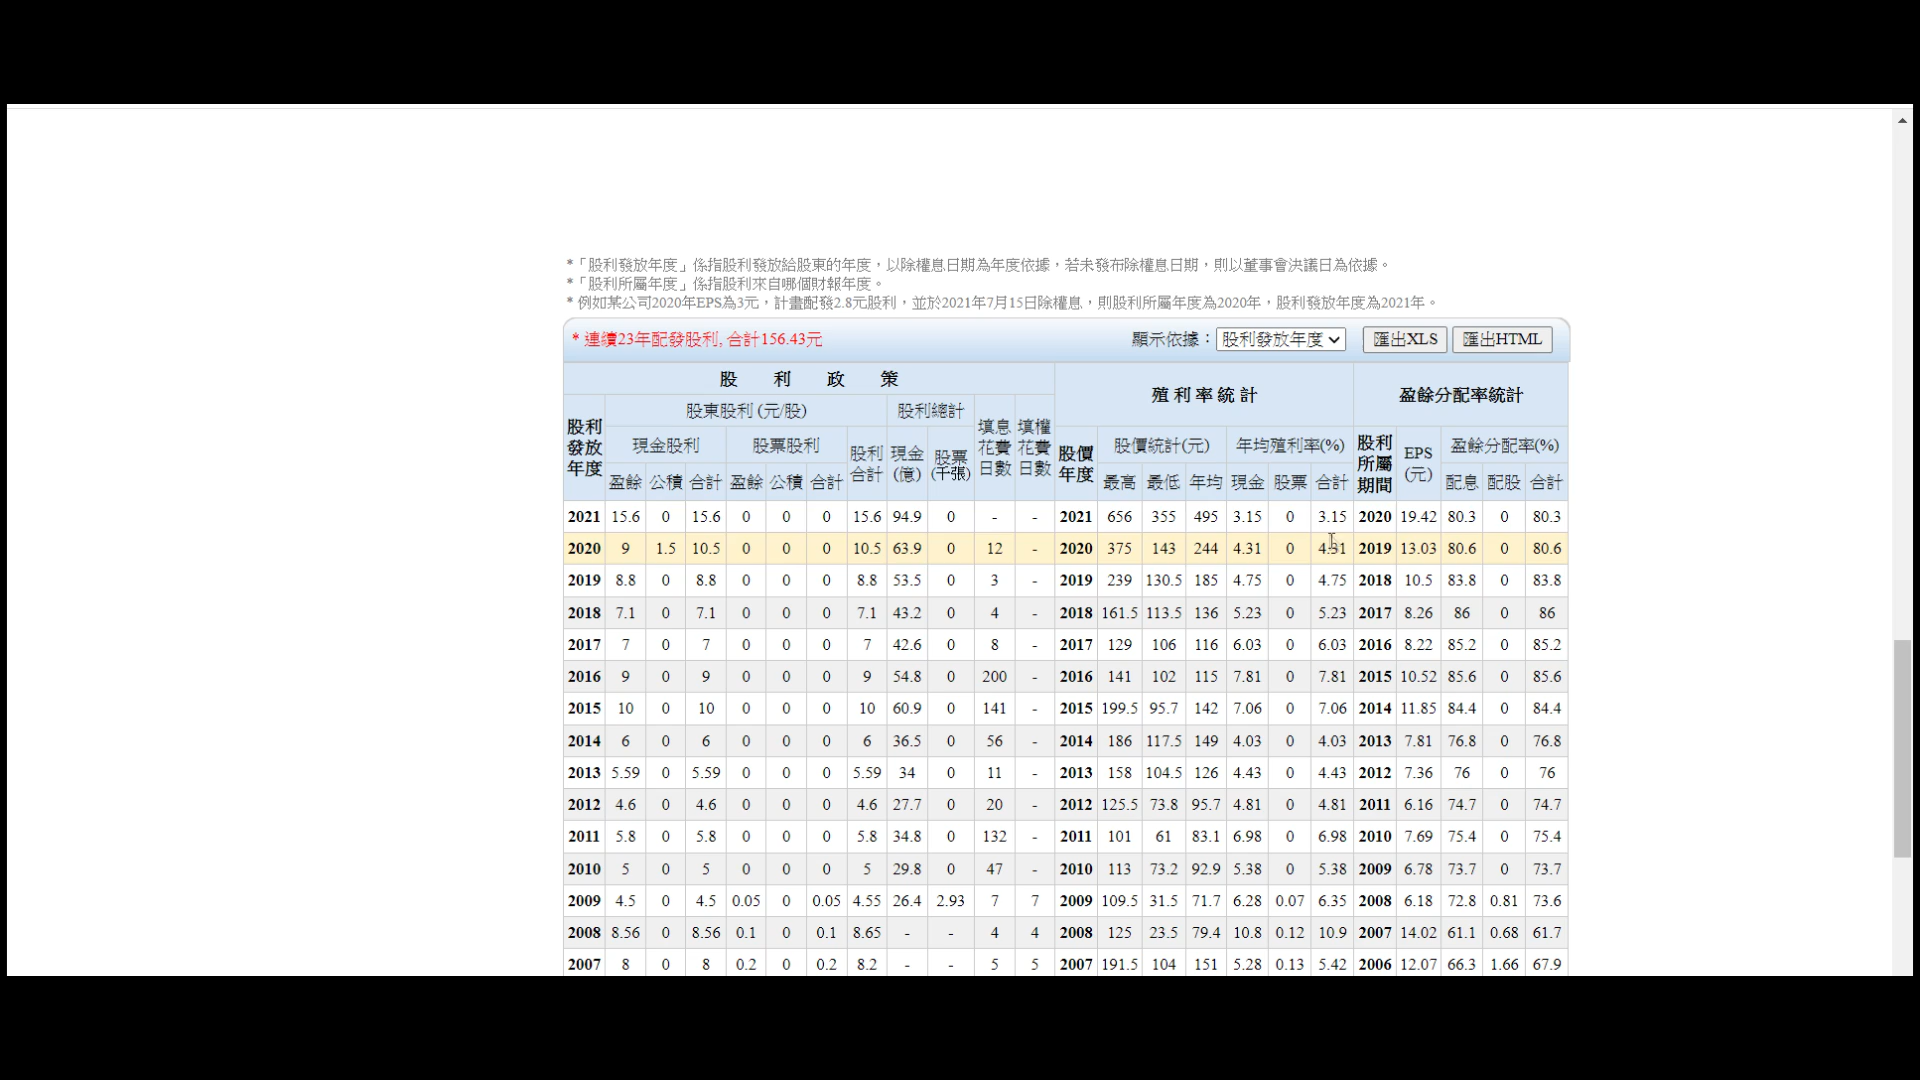 *「股利發放年度」係指股利發放給股東的年度，以除權息日期為年度依據，若未發布除權息日期，則以董事會決議日為依據。
*「股利所屬年度」係指股利來自哪個財報年度。
* 例如某公司2020年EPS為3元，計畫配發2.8元股利，並於2021年7月15日除權息，則股利所屬年度為2020年，股利發放年度為2021年。
* 連續23年配發股利, 合計156.43元 顯示依據： 股利發放年度 匯出XLS 匯出HTML
股利政策 殖利率統計 盈餘分配率統計
股利發放年度 股東股利 (元/股) 股利總計 填息花費日數 填權花費日數 股價年度 股價統計(元) 年均殖利率(%) 股利所屬期間 EPS(元) 盈餘分配率(%)
現金股利 股票股利 股利合計 現金(億) 股票(千張)
盈餘 公積 合計 盈餘 公積 合計 最高 最低 年均 現金 股票 合計 配息 配股 合計
2021 15.6 0 15.6 0 0 0 15.6 94.9 0 - - 2021 656 355 495 3.15 0 3.15 2020 19.42 80.3 0 80.3
2020 9 1.5 10.5 0 0 0 10.5 63.9 0 12 - 2020 375 143 244 4.31 0 4.31 2019 13.03 80.6 0 80.6
2019 8.8 0 8.8 0 0 0 8.8 53.5 0 3 - 2019 239 130.5 185 4.75 0 4.75 2018 10.5 83.8 0 83.8
2018 7.1 0 7.1 0 0 0 7.1 43.2 0 4 - 2018 161.5 113.5 136 5.23 0 5.23 2017 8.26 86 0 86
2017 7 0 7 0 0 0 7 42.6 0 8 - 2017 129 106 116 6.03 0 6.03 2016 8.22 85.2 0 85.2
2016 9 0 9 0 0 0 9 54.8 0 200 - 2016 141 102 115 7.81 0 7.81 2015 10.52 85.6 0 85.6
2015 10 0 10 0 0 0 10 60.9 0 141 - 2015 199.5 95.7 142 7.06 0 7.06 2014 11.85 84.4 0 84.4
2014 6 0 6 0 0 0 6 36.5 0 56 - 2014 186 117.5 149 4.03 0 4.03 2013 7.81 76.8 0 76.8
2013 5.59 0 5.59 0 0 0 5.59 34 0 11 - 2013 158 104.5 126 4.43 0 4.43 2012 7.36 76 0 76
2012 4.6 0 4.6 0 0 0 4.6 27.7 0 20 - 2012 125.5 73.8 95.7 4.81 0 4.81 2011 6.16 74.7 0 74.7
2011 5.8 0 5.8 0 0 0 5.8 34.8 0 132 - 2011 101 61 83.1 6.98 0 6.98 2010 7.69 75.4 0 75.4
2010 5 0 5 0 0 0 5 29.8 0 47 - 2010 113 73.2 92.9 5.38 0 5.38 2009 6.78 73.7 0 73.7
2009 4.5 0 4.5 0.05 0 0.05 4.55 26.4 2.93 7 7 2009 109.5 31.5 71.7 6.28 0.07 6.35 2008 6.18 72.8 0.81 73.6
2008 8.56 0 8.56 0.1 0 0.1 8.65 - - 4 4 2008 125 23.5 79.4 10.8 0.12 10.9 2007 14.02 61.1 0.68 61.7
2007 8 0 8 0.2 0 0.2 8.2 - - 5 5 2007 191.5 104 151 5.28 0.13 5.42 2006 12.07 66.3 1.66 67.9